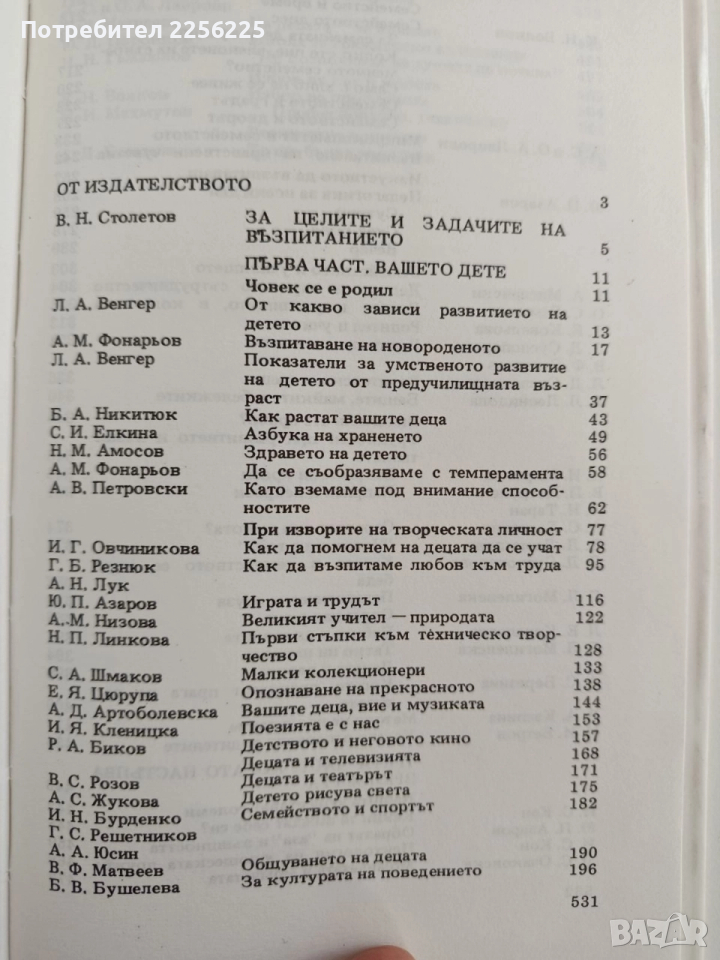 Обява номер: 52256235
ОТ ИЗДАТЕЛСТВОТО 3
В. Н. Столетов ЗА ЦЕЛИТЕ И ЗАДАЧИТЕ НА
ВЪЗПИТАНИЕТО 5
ПЪРВА ЧАСТ. ВАШЕТО ДЕТЕ 11
Човек се е родил 11
Л. А. Венгер От какво зависи развитието на
детето 13
А. М. Фонарьов Възпитаване на новороденото 17
Л. А. Венгер Показатели за умственото развитие
на детето от предучилищната въз-
раст 37
Б. А. Никитюк Как растат вашите деца 43
С. И. Елкина Азбука на храненето 49
Н. М. Амосов Здравето на детето 56
А. М. Фонарьов Да се съобразяваме с темперамента 58
А. В. Петровски Като вземаме под внимание способ-
ностите 62
При изворите на творческата личност 77
И. Г. Овчиникова Как да помогнем на децата да се учат 78
Г. Б. Резнюк Как да възпитаме любов към труда 95
А. Н. Лук
Ю. П. Азаров Играта и трудът 116
А. М. Низова Великият учител — природата 122
Н. П. Линкова Първи стъпки към техническо твор-
чество 128
С. А. Шмаков Малки колекционери 133
Е. Я. Цюрупа Опознаване на прекрасното 138
А. Д. Артоболевска Вашите деца, вие и музиката 144
И. Я. Кленицка Поезията е с нас 153
Р. А. Биков Детството и неговото кино 157
Децата и телевизията 168
В. С. Розов Децата и театърът 171
А. С. Жукова Детето рисува света 175
И. Н. Бурденко Семейството и спортът 182
Г. С. Решетников
А. А. Юсин Общуването на децата 190
В. Ф. Матвеев За културата на поведението 196
Б. В. Бушелева
531
BAZAR